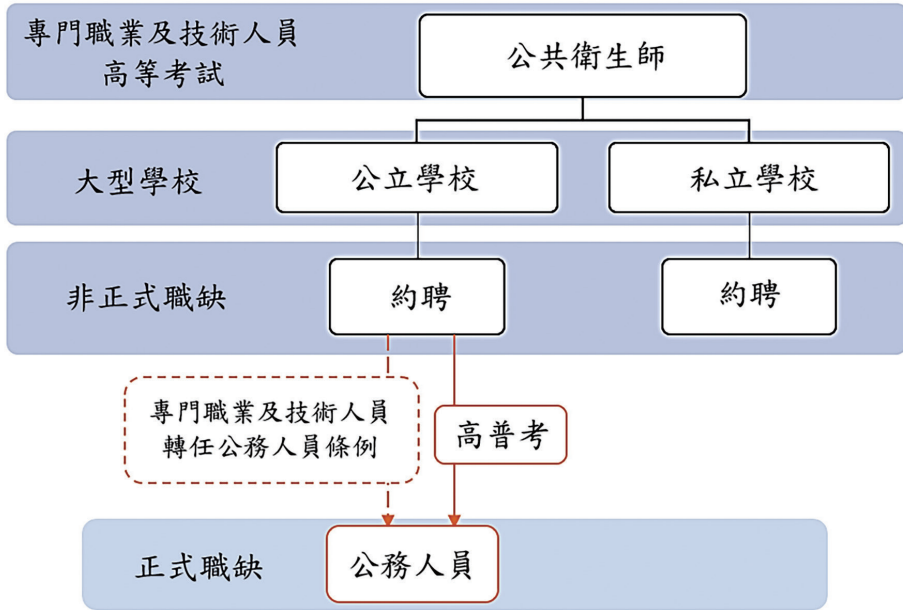 專門職業及技術人員
高等考試
公共衛生師
大型學校
公立學校
私立學校
非正式職缺
約聘
約聘
專門職業及技術人員
轉任公務人員條例
高普考
正式職缺
公務人員